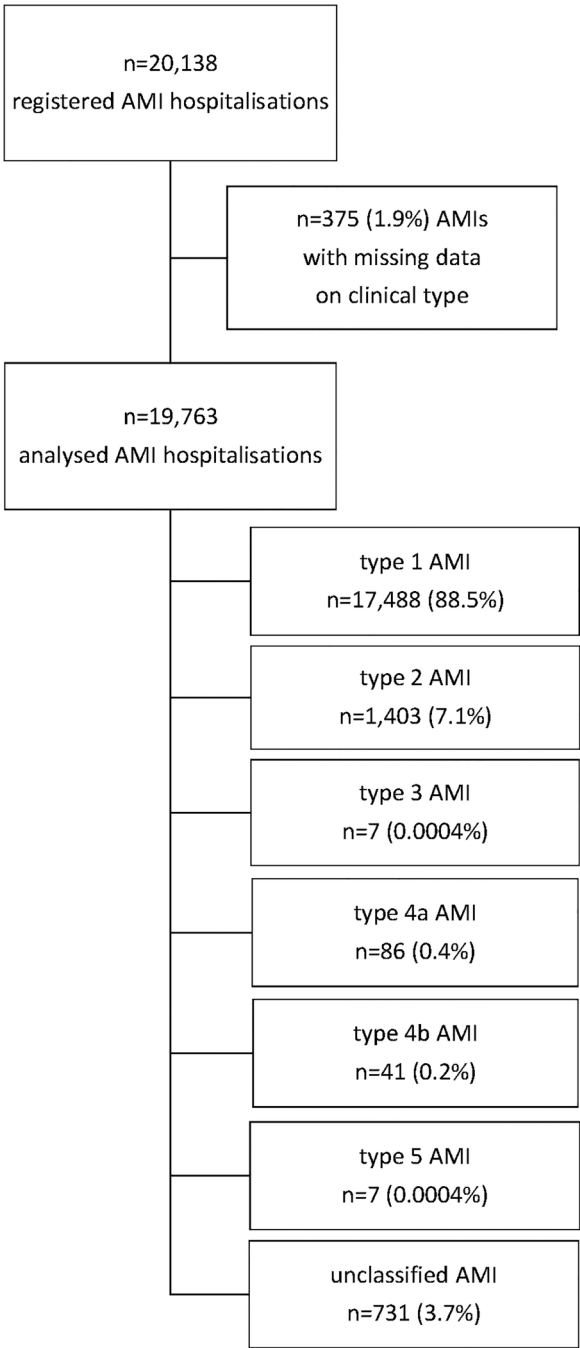 n=20,138
registered AMI hospitalisations
n=375 (1.9%) AMIs
with missing data
on clinical type
n=19,763
analysed AMI hospitalisations
type 1 AMI
n=17,488 (88.5%)
type 2 AMI
n=1,403 (7.1%)
type 3 AMI
n=7 (0.0004%)
type 4a AMI
n=86 (0.4%)
type 4b AMI
n=41 (0.2%)
type 5 AMI
n=7 (0.0004%)
unclassified AMI
n=731 (3.7%)